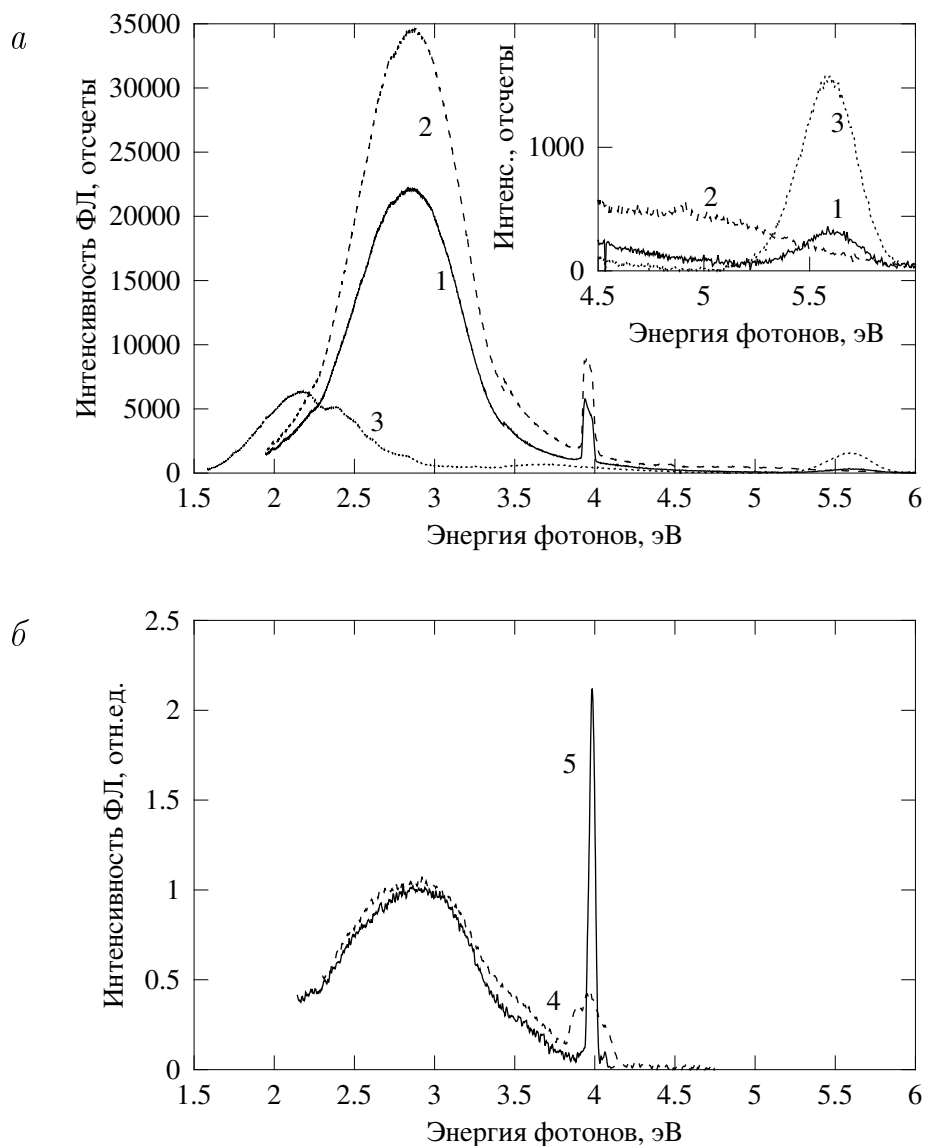 а
Интенсивность ФЛ, отсчеты
35000
30000
25000
20000
15000
10000
5000
0
1.5 2 2.5 3 3.5 4 4.5 5 5.5 6
Энергия фотонов, эВ
2
1
3
Интенс., отсчеты
1000
0
4.5 5 5.5
Энергия фотонов, эВ
2
3
1
б
Интенсивность ФЛ, отн.ед.
2.5
2
1.5
1
0.5
0
1.5 2 2.5 3 3.5 4 4.5 5 5.5 6
Энергия фотонов, эВ
5
4